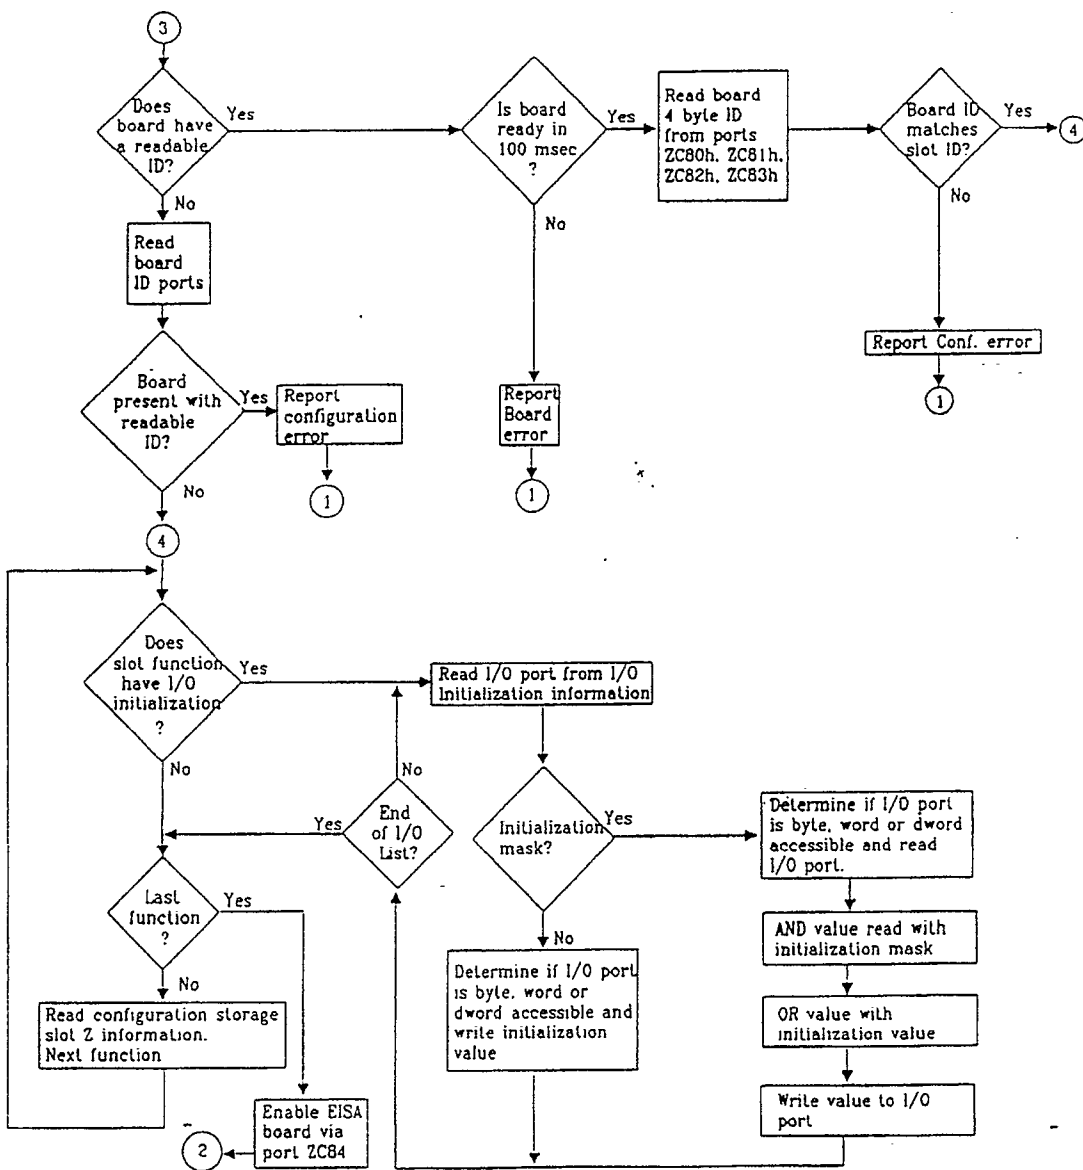 3
Does
board have
a readable
ID?
Yes
No
Is board
ready in
100 msec
?
Yes
No
Read board
4 byte ID
from ports
ZC80h, ZC81h,
ZC82h, ZC83h
Board ID
matches
slot ID?
Yes
4
No
Report Conf. error
1
Read
board
ID ports
Board
present with
readable
ID?
Yes
No
Report
configuration
error
1
Report
Board
error
1
4
Does
slot function
have I/O
initialization
?
Yes
No
Read I/O port from I/O
Initialization information
No
End
of I/O
List?
Yes
Initialization
mask?
Yes
No
Determine if I/O port
is byte, word or dword
accessible and read
I/O port.
AND value read with
initialization mask
OR value with
initialization value
Write value to I/O
port
Determine if I/O port
is byte, word or
dword accessible and
write initialization
value
Last
function
?
Yes
No
Read configuration storage
slot Z information.
Next function
Enable EISA
board via
port ZC84
2